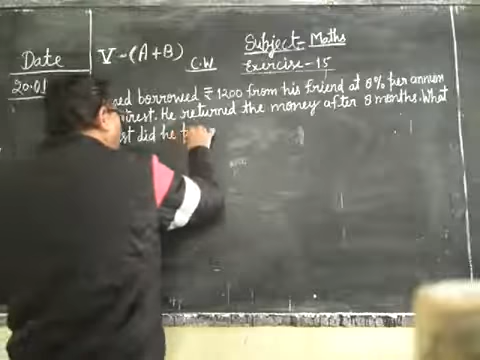 Date
V-(A+B)
C.W
Subject= Maths
Exercise-15
20.01
borrowed ₹ 1200 from his friend at 8% per annum
He returned the money after 8 months. What
did he